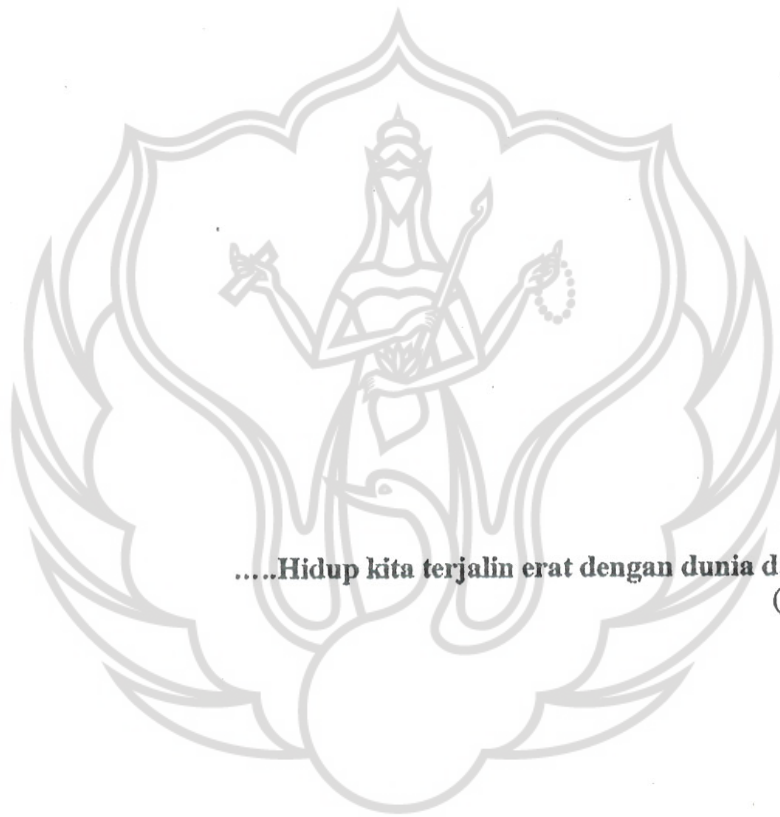 .....Hidup kita terjalin erat dengan dunia d
(